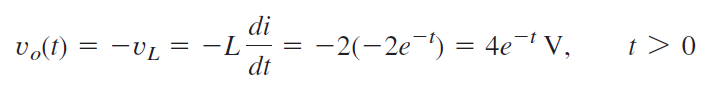 v_o(t) = −v_L = −L di/dt = −2(−2e^{−t}) = 4e^{−t} V,   t > 0